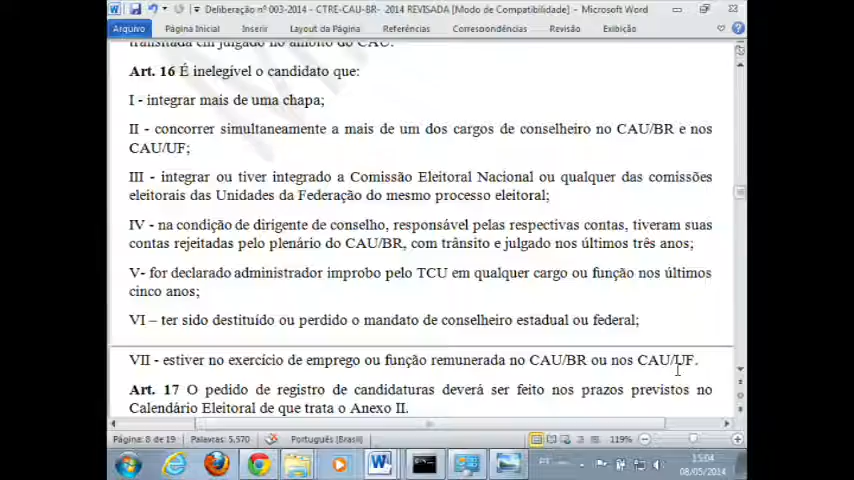 Deliberação nº 003-2014 - CTRE-CAU-BR- 2014 REVISADA [Modo de Compatibilidade] - Microsoft Word
Arquivo Página Inicial Inserir Layout da Página Referências Correspondências Revisão Exibição
transitada em julgado no âmbito do CAU.
Art. 16 É inelegível o candidato que:
I - integrar mais de uma chapa;
II - concorrer simultaneamente a mais de um dos cargos de conselheiro no CAU/BR e nos
CAU/UF;
III - integrar ou tiver integrado a Comissão Eleitoral Nacional ou qualquer das comissões
eleitorais das Unidades da Federação do mesmo processo eleitoral;
IV - na condição de dirigente de conselho, responsável pelas respectivas contas, tiveram suas
contas rejeitadas pelo plenário do CAU/BR, com trânsito e julgado nos últimos três anos;
V- for declarado administrador improbo pelo TCU em qualquer cargo ou função nos últimos
cinco anos;
VI – ter sido destituído ou perdido o mandato de conselheiro estadual ou federal;
VII - estiver no exercício de emprego ou função remunerada no CAU/BR ou nos CAU/UF.
Art. 17 O pedido de registro de candidaturas deverá ser feito nos prazos previstos no
Calendário Eleitoral de que trata o Anexo II.
Página: 8 de 19 Palavras: 5.570 Português (Brasil) 119%
PT 15:04
08/05/2014